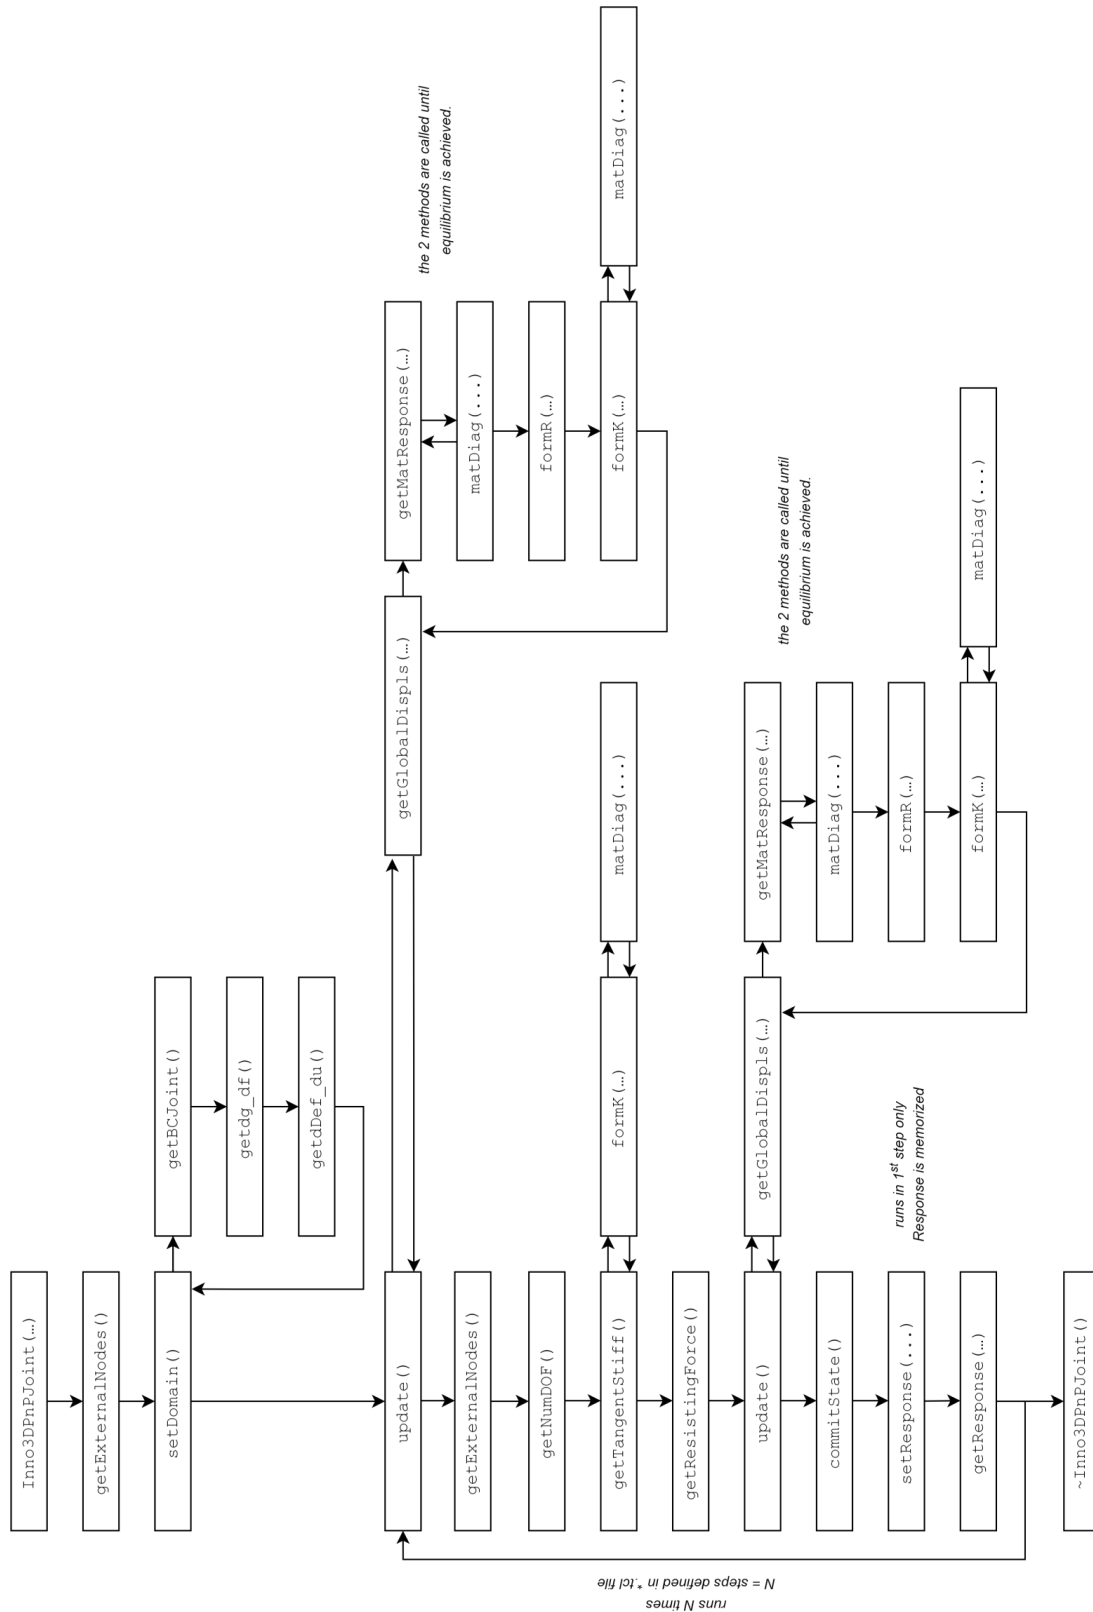 Inno3DPnPJoint(…)
getExternalNodes()
setDomain()
getBCJoint()
getdg_df()
getdDef_du()
update()
getGlobalDispls(…)
getMatResponse(…)
matDiag(...)
formR(…)
formK(…)
matDiag(...)
the 2 methods are called until
equilibrium is achieved.
getExternalNodes()
getNumDOF()
getTangentStiff()
formK(…)
matDiag(...)
getResistingForce()
update()
getGlobalDispls(…)
getMatResponse(…)
matDiag(...)
formR(…)
formK(…)
matDiag(...)
the 2 methods are called until
equilibrium is achieved.
commitState()
setResponse(...)
runs in 1st step only
Response is memorized
getResponse(…)
~Inno3DPnPJoint()
runs N times
N = steps defined in *.tcl file